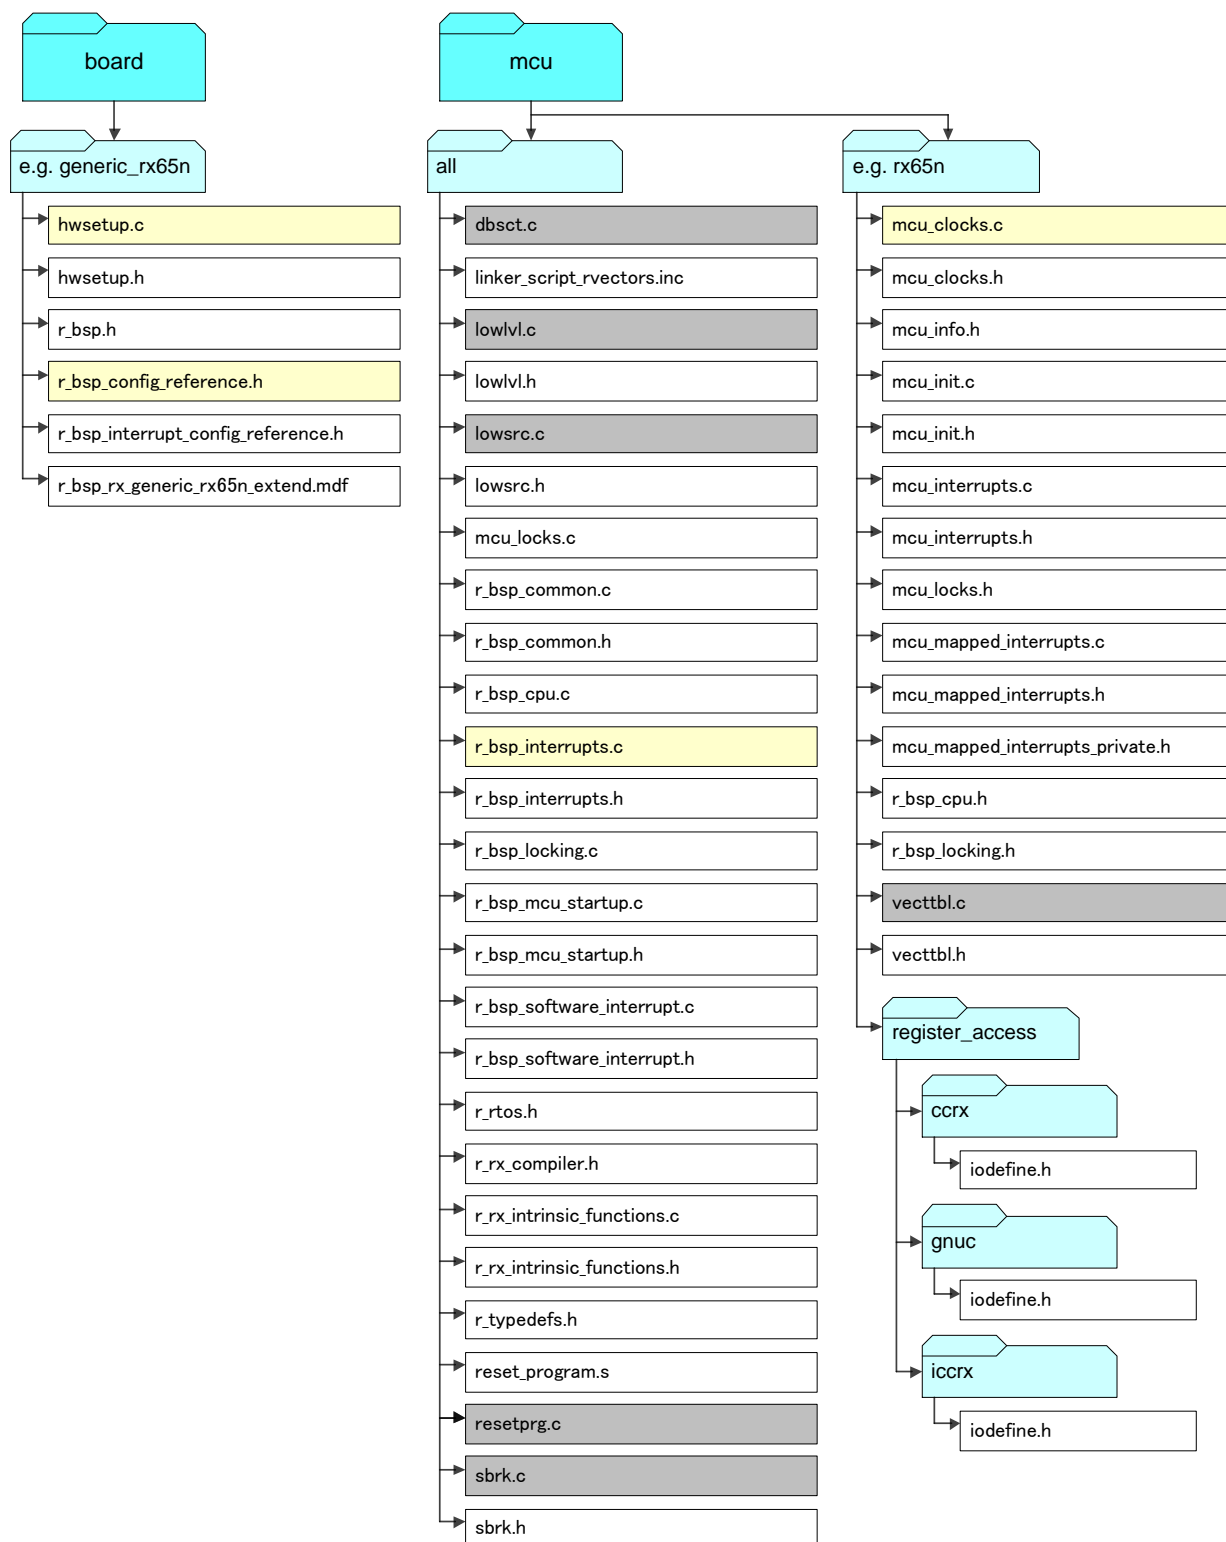 board
e.g. generic_rx65n
hwsetup.c
hwsetup.h
r_bsp.h
r_bsp_config_reference.h
r_bsp_interrupt_config_reference.h
r_bsp_rx_generic_rx65n_extend.mdf
mcu
all
dbsct.c
linker_script_rvectors.inc
lowlvl.c
lowlvl.h
lowsrc.c
lowsrc.h
mcu_locks.c
r_bsp_common.c
r_bsp_common.h
r_bsp_cpu.c
r_bsp_interrupts.c
r_bsp_interrupts.h
r_bsp_locking.c
r_bsp_mcu_startup.c
r_bsp_mcu_startup.h
r_bsp_software_interrupt.c
r_bsp_software_interrupt.h
r_rtos.h
r_rx_compiler.h
r_rx_intrinsic_functions.c
r_rx_intrinsic_functions.h
r_typedefs.h
reset_program.s
resetprg.c
sbrk.c
sbrk.h
e.g. rx65n
mcu_clocks.c
mcu_clocks.h
mcu_info.h
mcu_init.c
mcu_init.h
mcu_interrupts.c
mcu_interrupts.h
mcu_locks.h
mcu_mapped_interrupts.c
mcu_mapped_interrupts.h
mcu_mapped_interrupts_private.h
r_bsp_cpu.h
r_bsp_locking.h
vecttbl.c
vecttbl.h
register_access
ccrx
iodefine.h
gnuc
iodefine.h
iccrx
iodefine.h